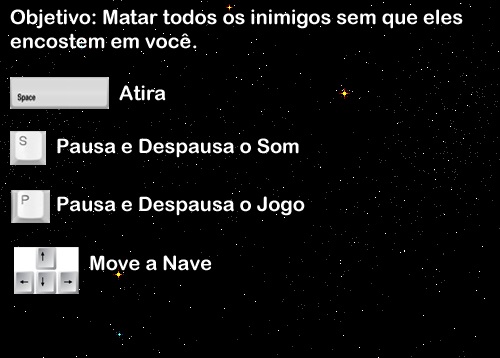 Objetivo: Matar todos os inimigos sem que eles
encostem em você.
Space Atira
S Pausa e Despausa o Som
P Pausa e Despausa o Jogo
↑
← ↓ → Move a Nave